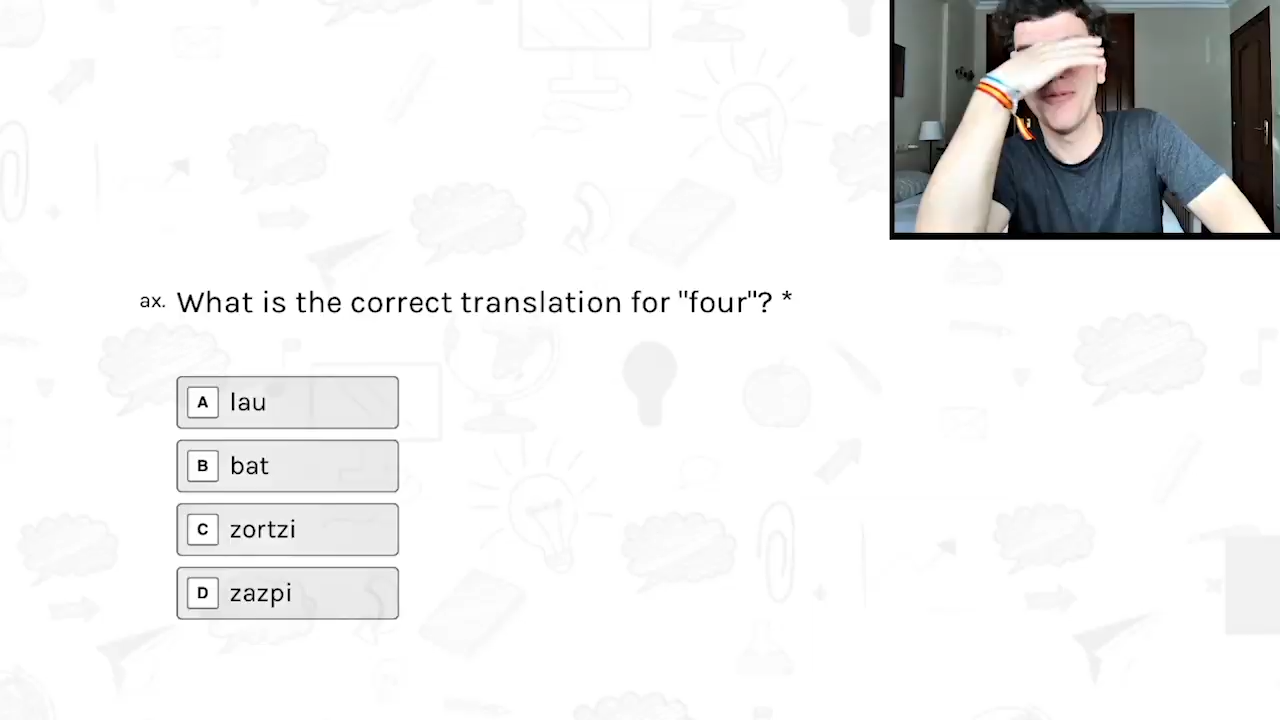 ax. What is the correct translation for "four"? *
A lau
B bat
C zortzi
D zazpi